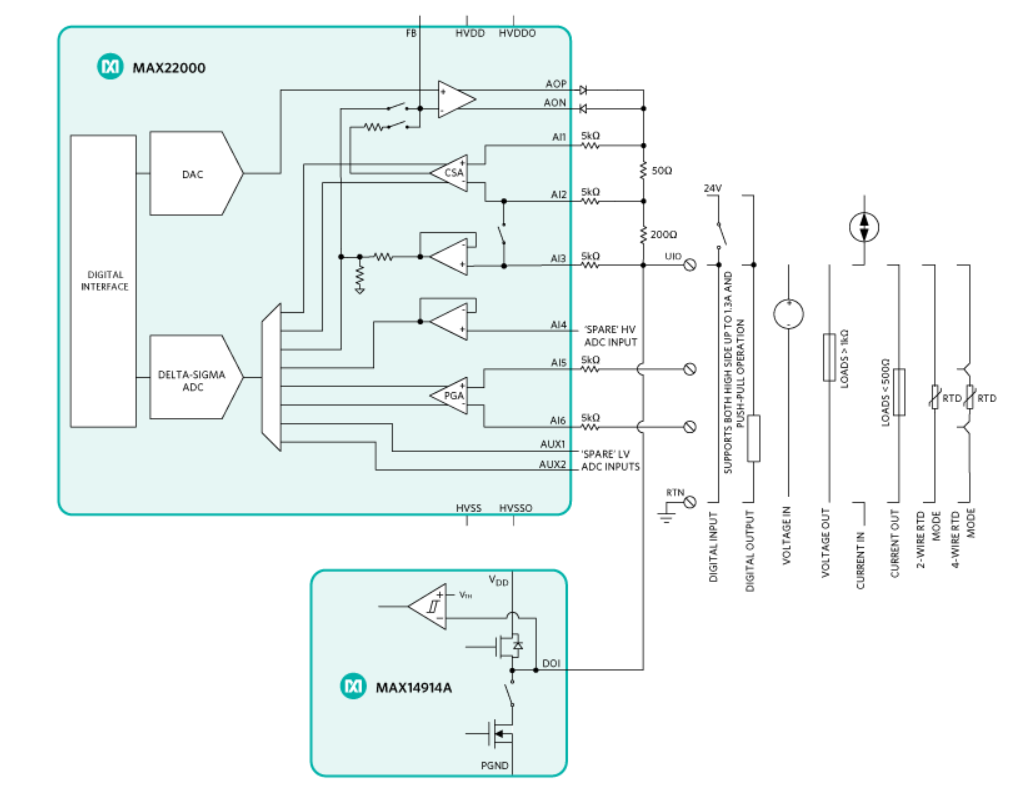 FB
HVDD
HVDDO
MAX22000
AOP
AON
DAC
CSA
AI1
5kΩ
50Ω
AI2
5kΩ
200Ω
24V
UIO
AI3
5kΩ
DIGITAL
INTERFACE
AI4
'SPARE' HV
ADC INPUT
DELTA-SIGMA
ADC
PGA
AI5
5kΩ
AI6
5kΩ
AUX1
AUX2
'SPARE' LV
ADC INPUTS
RTN
HVSS
HVSSO
SUPPORTS BOTH HIGH SIDE UP TO 1.3A AND
PUSH-PULL OPERATION
LOADS > 1kΩ
LOADS < 500Ω
RTD
RTD
DIGITAL INPUT
DIGITAL OUTPUT
VOLTAGE IN
VOLTAGE OUT
CURRENT IN
CURRENT OUT
2-WIRE RTD
MODE
4-WIRE RTD
MODE
VDD
VTH
DOI
MAX14914A
PGND